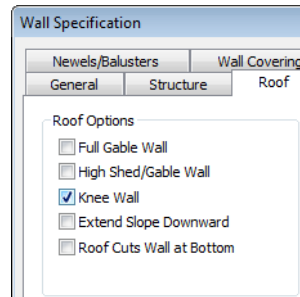 Wall Specification
Newels/Balusters Wall Covering
General Structure Roof
Roof Options
Full Gable Wall
High Shed/Gable Wall
Knee Wall
Extend Slope Downward
Roof Cuts Wall at Bottom